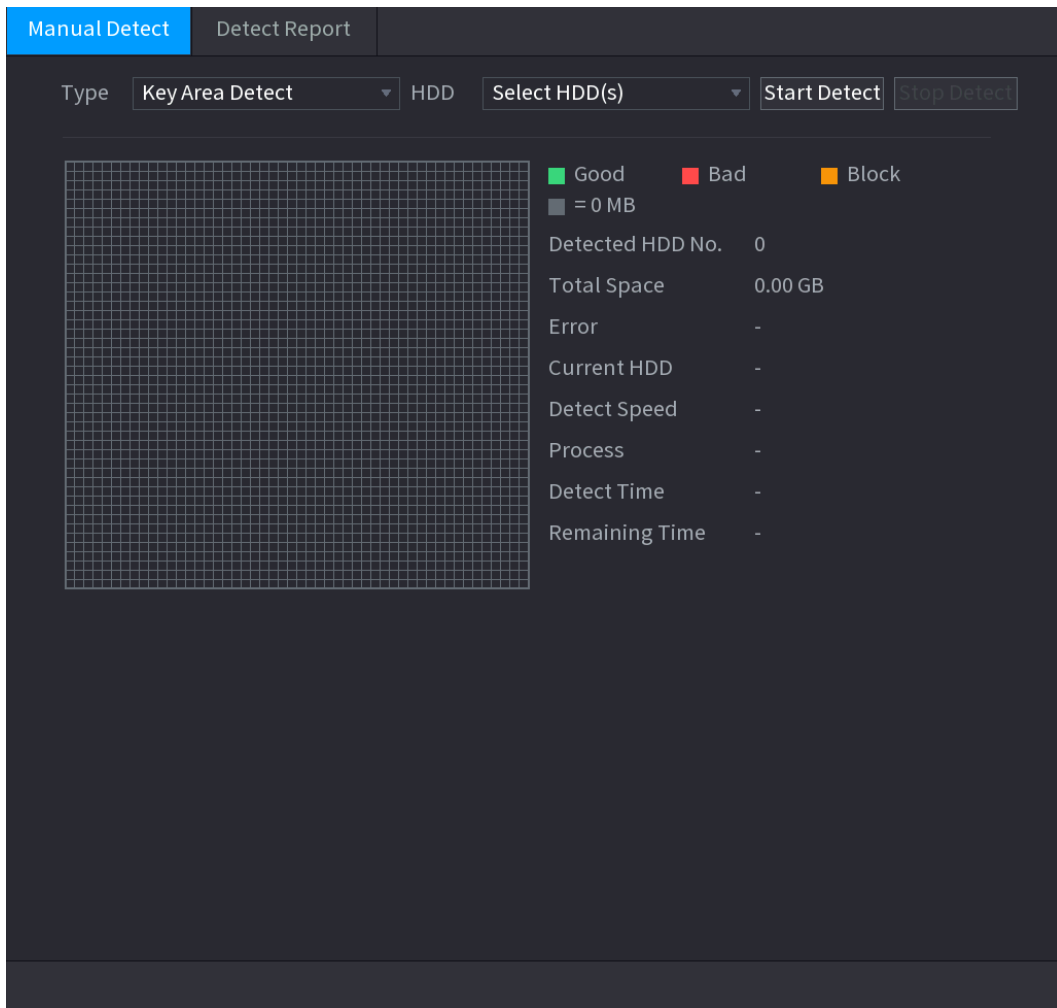 Manual Detect Detect Report
Type Key Area Detect HDD Select HDD(s) Start Detect Stop Detect
Good Bad Block
= 0 MB
Detected HDD No. 0
Total Space 0.00 GB
Error -
Current HDD -
Detect Speed -
Process -
Detect Time -
Remaining Time -